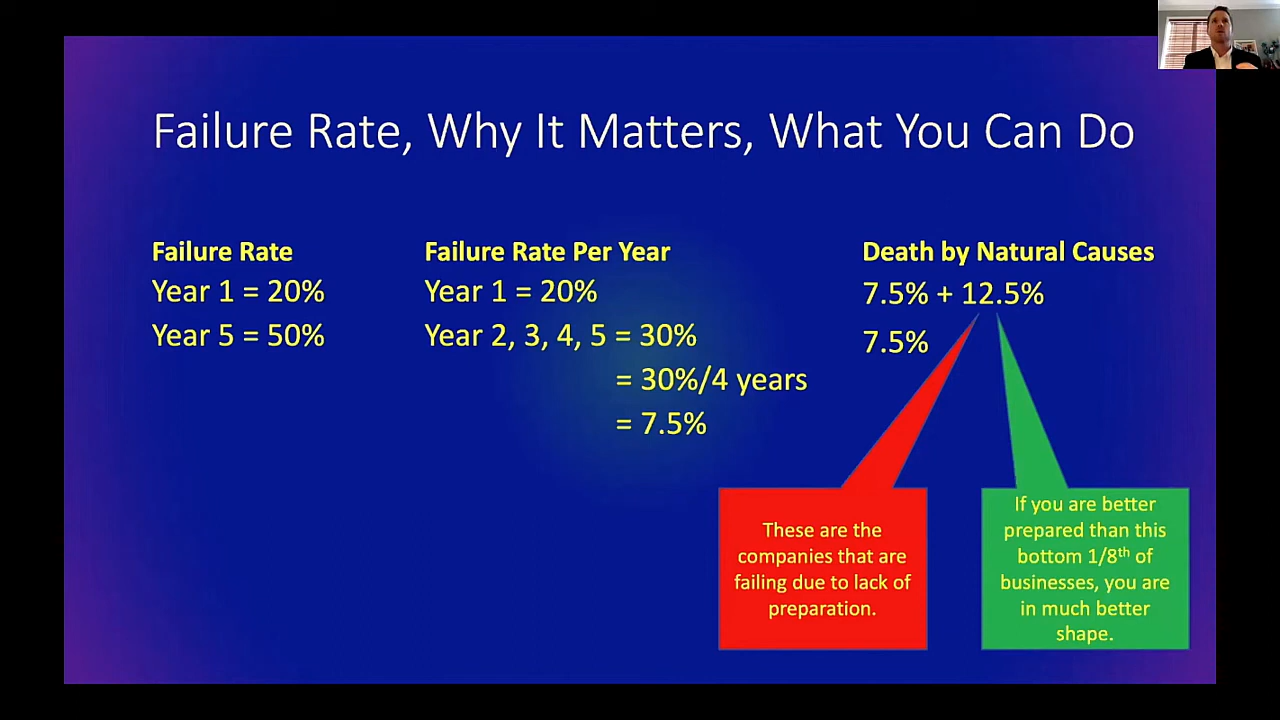 Failure Rate, Why It Matters, What You Can Do
Failure Rate
Year 1 = 20%
Year 5 = 50%
Failure Rate Per Year
Year 1 = 20%
Year 2, 3, 4, 5 = 30%
= 30%/4 years
= 7.5%
Death by Natural Causes
7.5% + 12.5%
7.5%
These are the
companies that are
failing due to lack of
preparation.
If you are better
prepared than this
bottom 1/8th of
businesses, you are
in much better
shape.